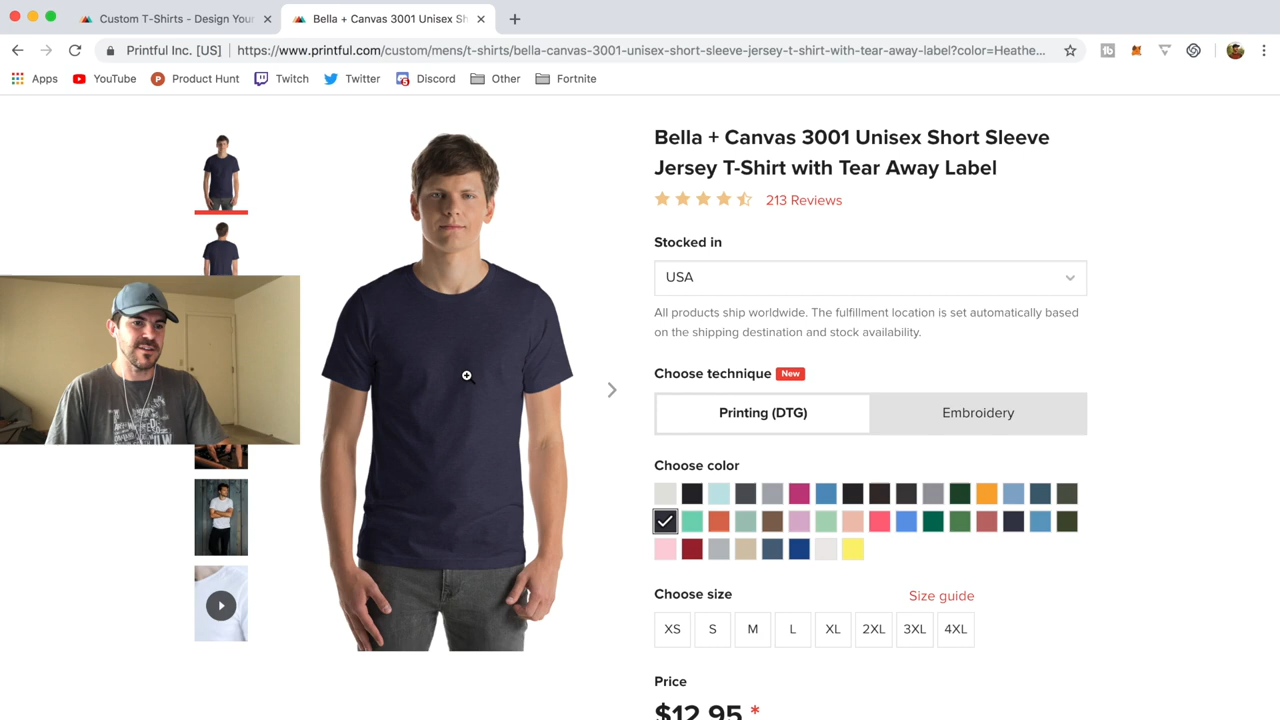 Custom T-Shirts - Design Your
Bella + Canvas 3001 Unisex Sh
Printful Inc. [US]
https://www.printful.com/custom/mens/t-shirts/bella-canvas-3001-unisex-short-sleeve-jersey-t-shirt-with-tear-away-label?color=Heathe...
Apps
YouTube
Product Hunt
Twitch
Twitter
Discord
Other
Fortnite
Bella + Canvas 3001 Unisex Short Sleeve
Jersey T-Shirt with Tear Away Label
213 Reviews
Stocked in
USA
All products ship worldwide. The fulfillment location is set automatically based
on the shipping destination and stock availability.
Choose technique New
Printing (DTG)
Embroidery
Choose color
Choose size
Size guide
XS S M L XL 2XL 3XL 4XL
Price
$12.95 *